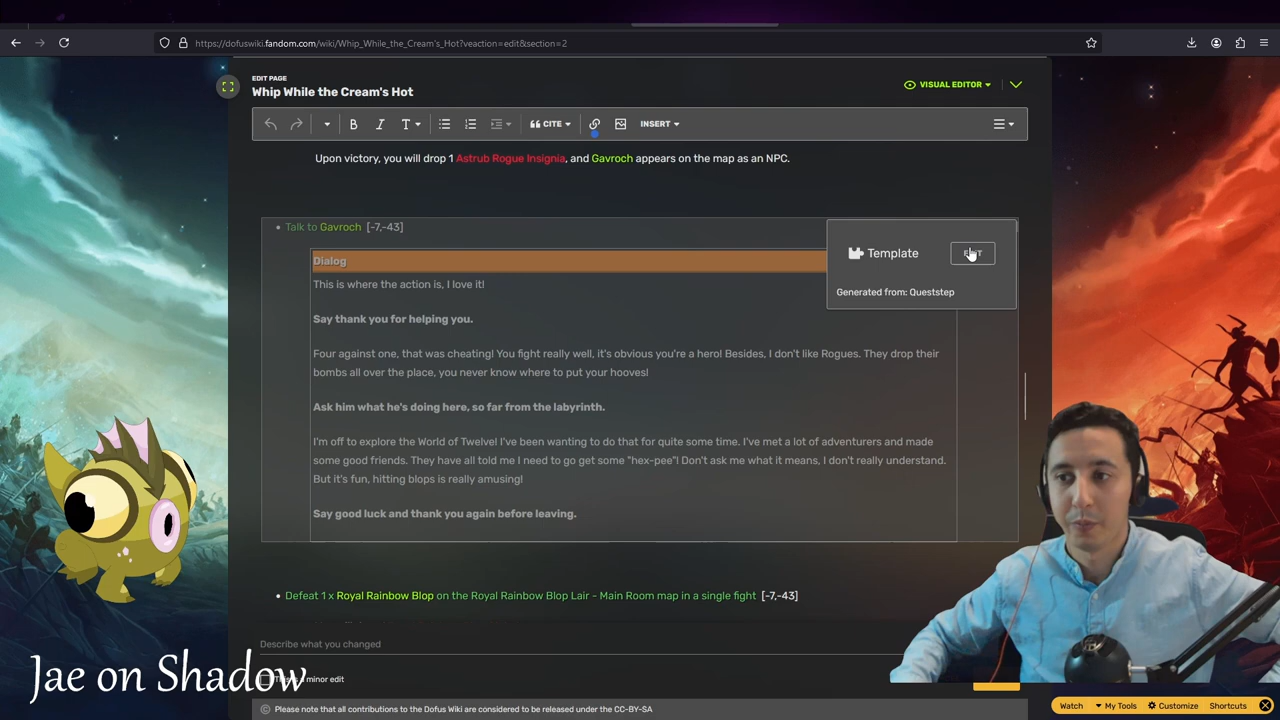 https://dofuswiki.fandom.com/wiki/Whip_While_the_Cream's_Hot?veaction=edit&section=2
EDIT PAGE
Whip While the Cream's Hot
VISUAL EDITOR
B I T CITE INSERT
Upon victory, you will drop 1 Astrub Rogue Insignia, and Gavroch appears on the map as an NPC.
Talk to Gavroch [-7,-43]
Template
Generated from: Queststep
Dialog
This is where the action is, I love it!
Say thank you for helping you.
Four against one, that was cheating! You fight really well, it's obvious you're a hero! Besides, I don't like Rogues. They drop their
bombs all over the place, you never know where to put your hooves!
Ask him what he's doing here, so far from the labyrinth.
I'm off to explore the World of Twelve! I've been wanting to do that for quite some time. I've met a lot of adventurers and made
some good friends. They have all told me I need to go get some "hex-pee"! Don't ask me what it means, I don't really understand.
But it's fun, hitting blops is really amusing!
Say good luck and thank you again before leaving.
Defeat 1 x Royal Rainbow Blop on the Royal Rainbow Blop Lair - Main Room map in a single fight [-7,-43]
Describe what you changed
minor edit
Jae on Shadow
Please note that all contributions to the Dofus Wiki are considered to be released under the CC-BY-SA
Watch My Tools Customize Shortcuts